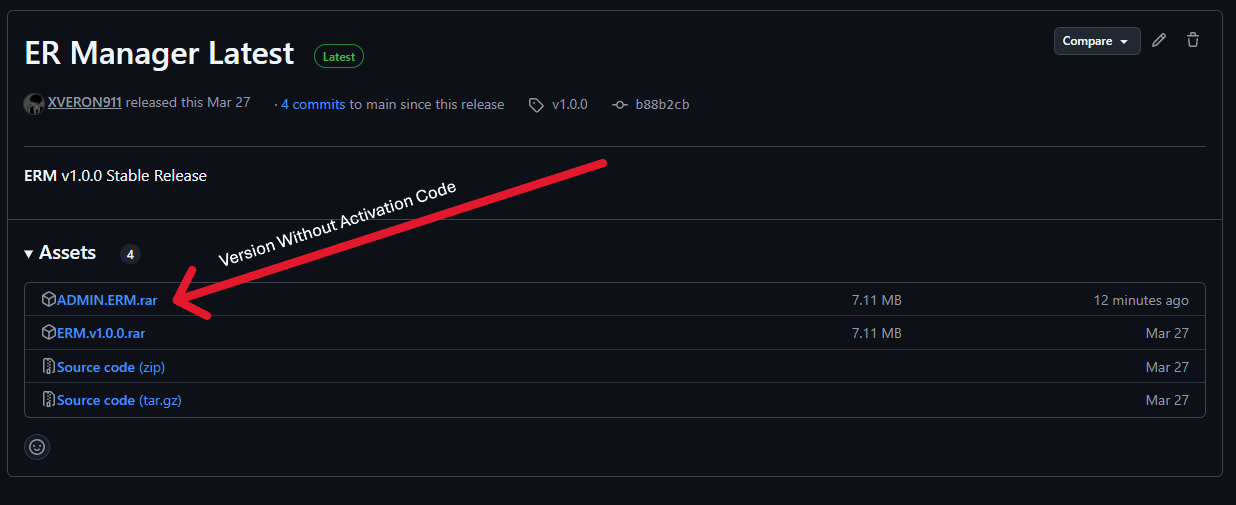 ER Manager Latest Latest Compare
XVERON911 released this Mar 27 · 4 commits to main since this release v1.0.0 b88b2cb
ERM v1.0.0 Stable Release
Version Without Activation Code
Assets 4
ADMIN.ERM.rar 7.11 MB 12 minutes ago
ERM.v1.0.0.rar 7.11 MB Mar 27
Source code (zip) Mar 27
Source code (tar.gz) Mar 27